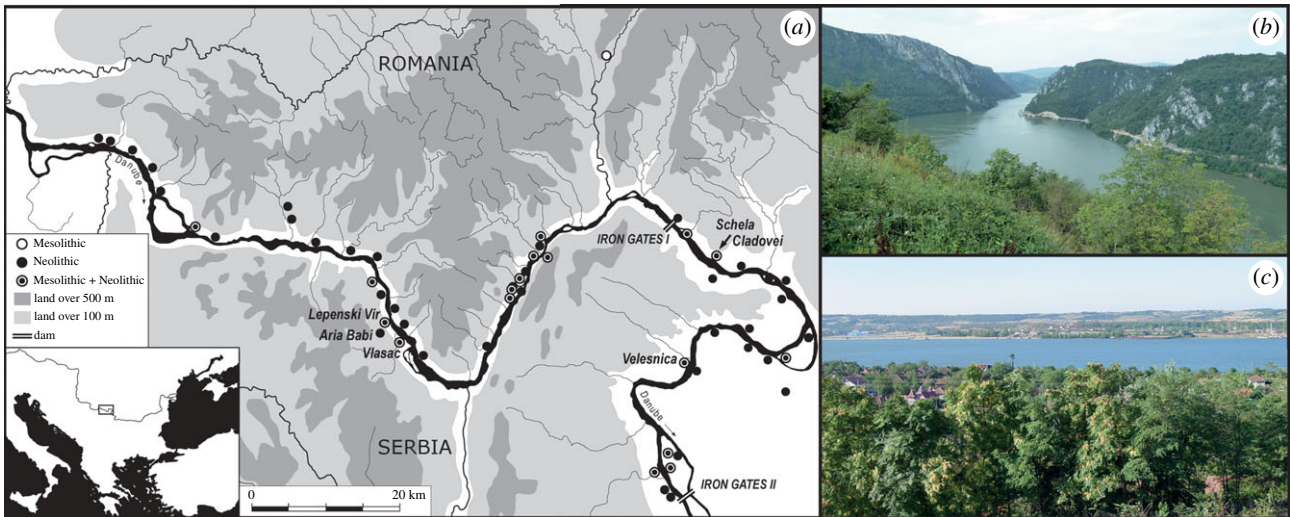 (a)
ROMANIA
Danube
IRON GATES I
Schela
Cladovei
Mesolithic
Neolithic
Mesolithic + Neolithic
land over 500 m
land over 100 m
dam
Lepenski Vir
Aria Babi
Vlasac
Velesnica
Danube
SERBIA
0 20 km
IRON GATES II
(b)
(c)